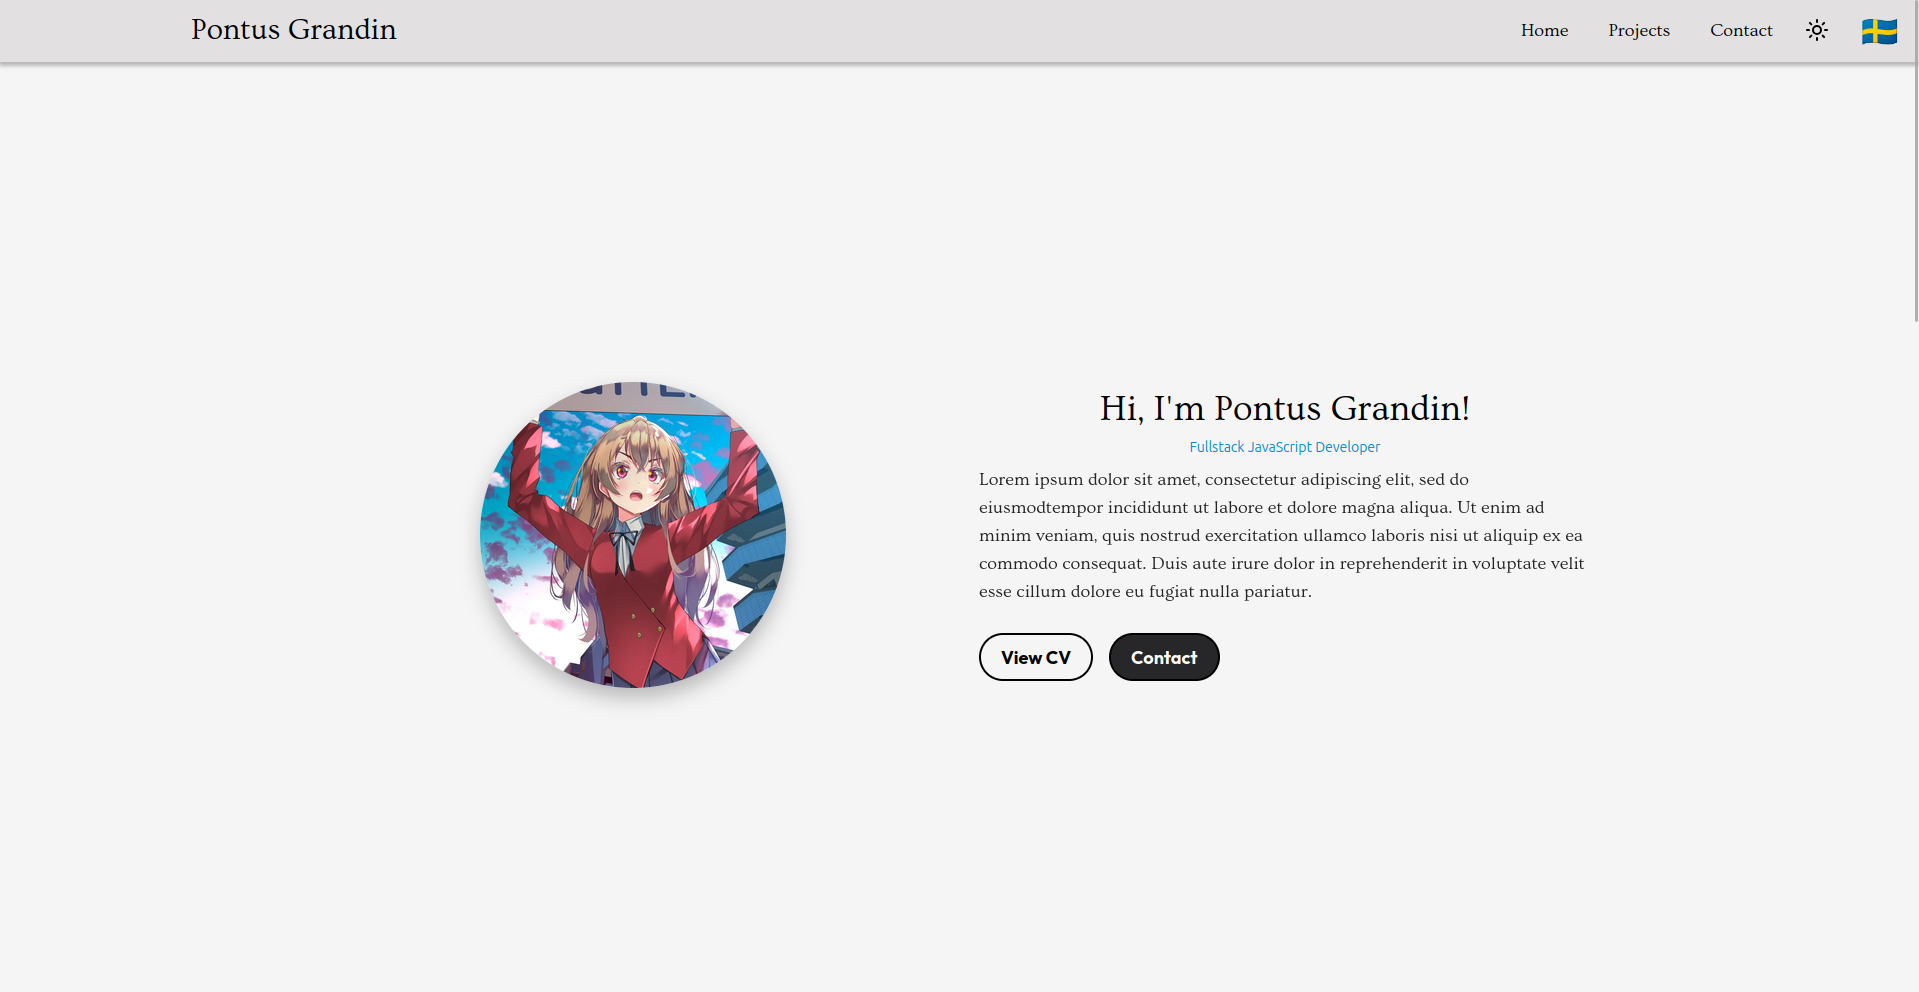 Pontus Grandin
Home
Projects
Contact
Hi, I'm Pontus Grandin!
Fullstack JavaScript Developer
Lorem ipsum dolor sit amet, consectetur adipiscing elit, sed do
eiusmodtempor incididunt ut labore et dolore magna aliqua. Ut enim ad
minim veniam, quis nostrud exercitation ullamco laboris nisi ut aliquip ex ea
commodo consequat. Duis aute irure dolor in reprehenderit in voluptate velit
esse cillum dolore eu fugiat nulla pariatur.
View CV
Contact